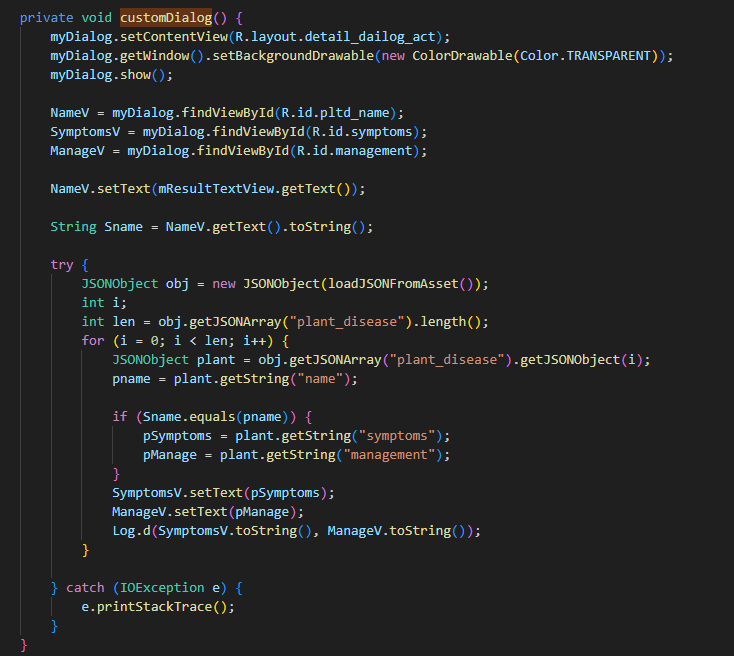 private void customDialog() {
    myDialog.setContentView(R.layout.detail_dailog_act);
    myDialog.getWindow().setBackgroundDrawable(new ColorDrawable(Color.TRANSPARENT));
    myDialog.show();

    NameV = myDialog.findViewById(R.id.pltd_name);
    SymptomsV = myDialog.findViewById(R.id.symptoms);
    ManageV = myDialog.findViewById(R.id.management);

    NameV.setText(mResultTextView.getText());

    String Sname = NameV.getText().toString();

    try {
        JSONObject obj = new JSONObject(loadJSONFromAsset());
        int i;
        int len = obj.getJSONArray("plant_disease").length();
        for (i = 0; i < len; i++) {
            JSONObject plant = obj.getJSONArray("plant_disease").getJSONObject(i);
            pname = plant.getString("name");

            if (Sname.equals(pname)) {
                pSymptoms = plant.getString("symptoms");
                pManage = plant.getString("management");
            }
            SymptomsV.setText(pSymptoms);
            ManageV.setText(pManage);
            Log.d(SymptomsV.toString(), ManageV.toString());
        }

    } catch (IOException e) {
        e.printStackTrace();
    }
}